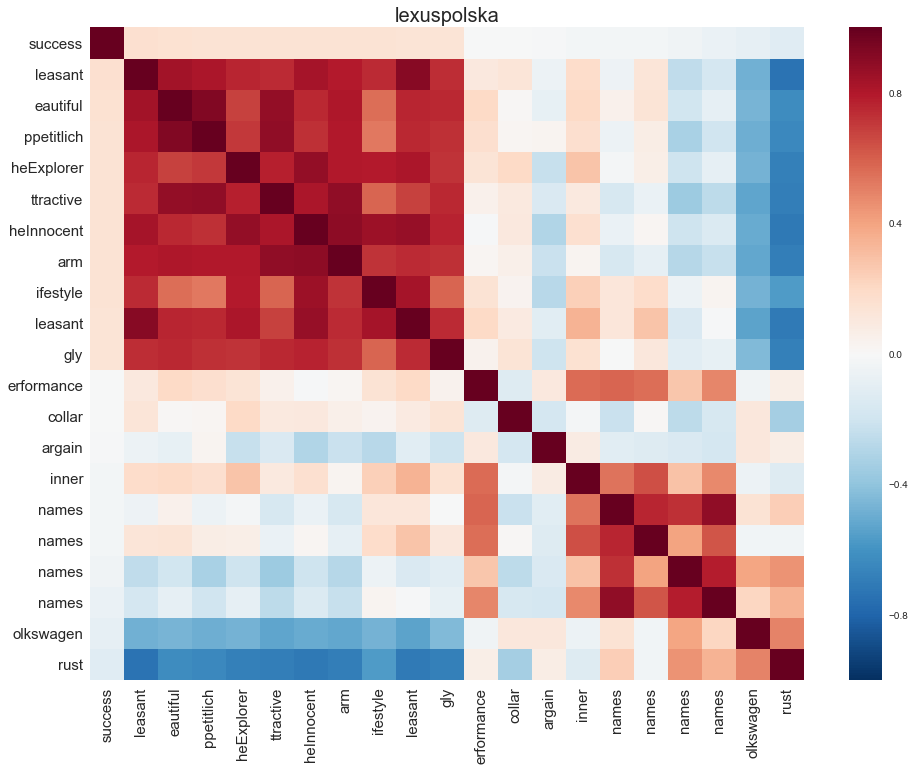 lexuspolska
success
leasant
eautiful
ppetitlich
heExplorer
ttractive
heInnocent
arm
ifestyle
leasant
gly
erformance
collar
argain
inner
names
names
names
names
olkswagen
rust
success
leasant
eautiful
ppetitlich
heExplorer
ttractive
heInnocent
arm
ifestyle
leasant
gly
erformance
collar
argain
inner
names
names
names
names
olkswagen
rust
0.8
0.4
0.0
−0.4
−0.8